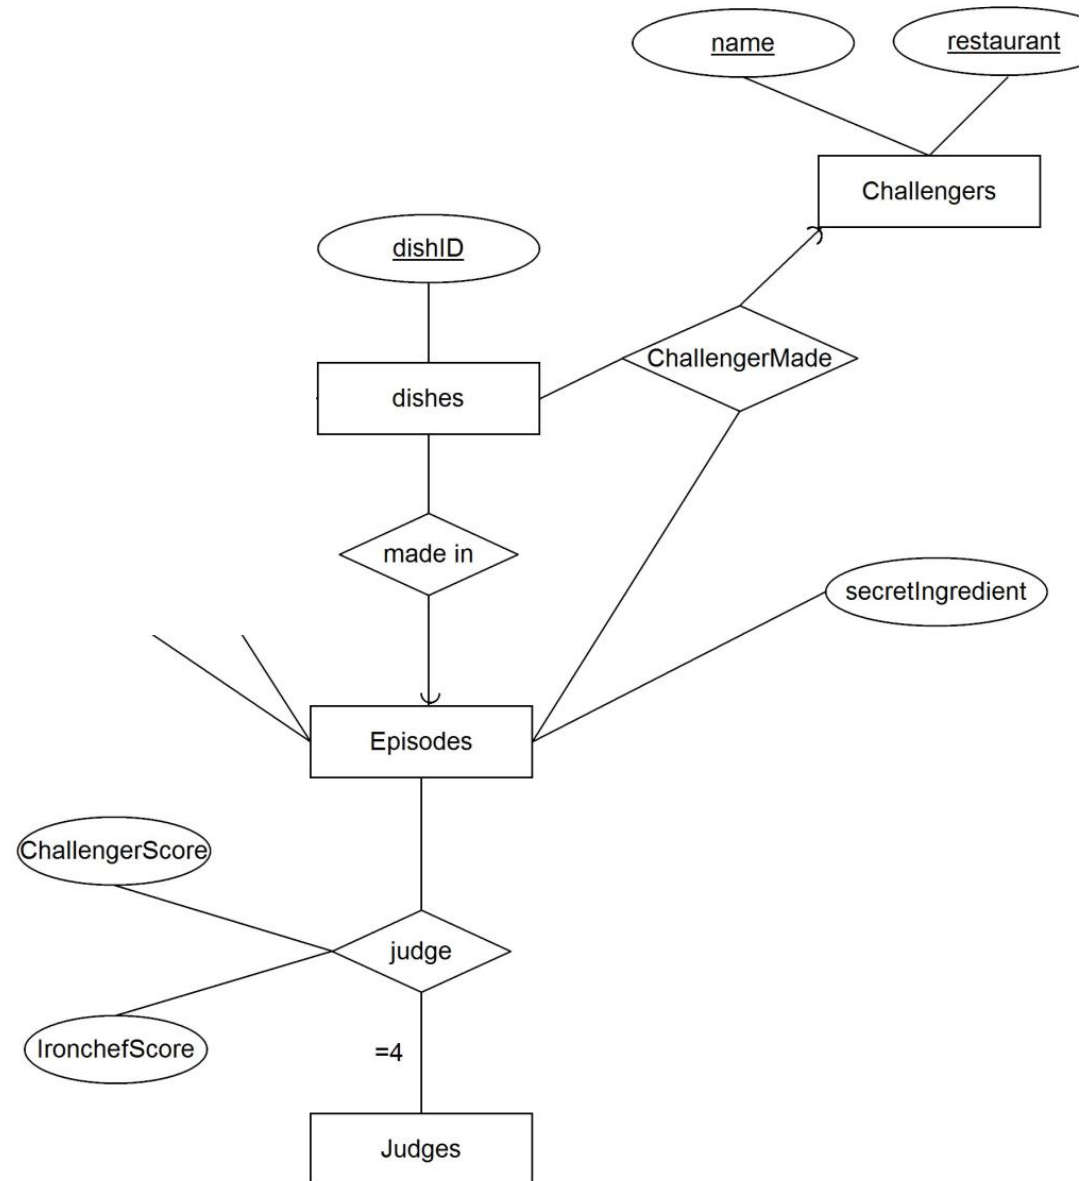 name
restaurant
Challengers
dishID
ChallengerMade
dishes
made in
secretIngredient
Episodes
ChallengerScore
judge
IronchefScore
=4
Judges